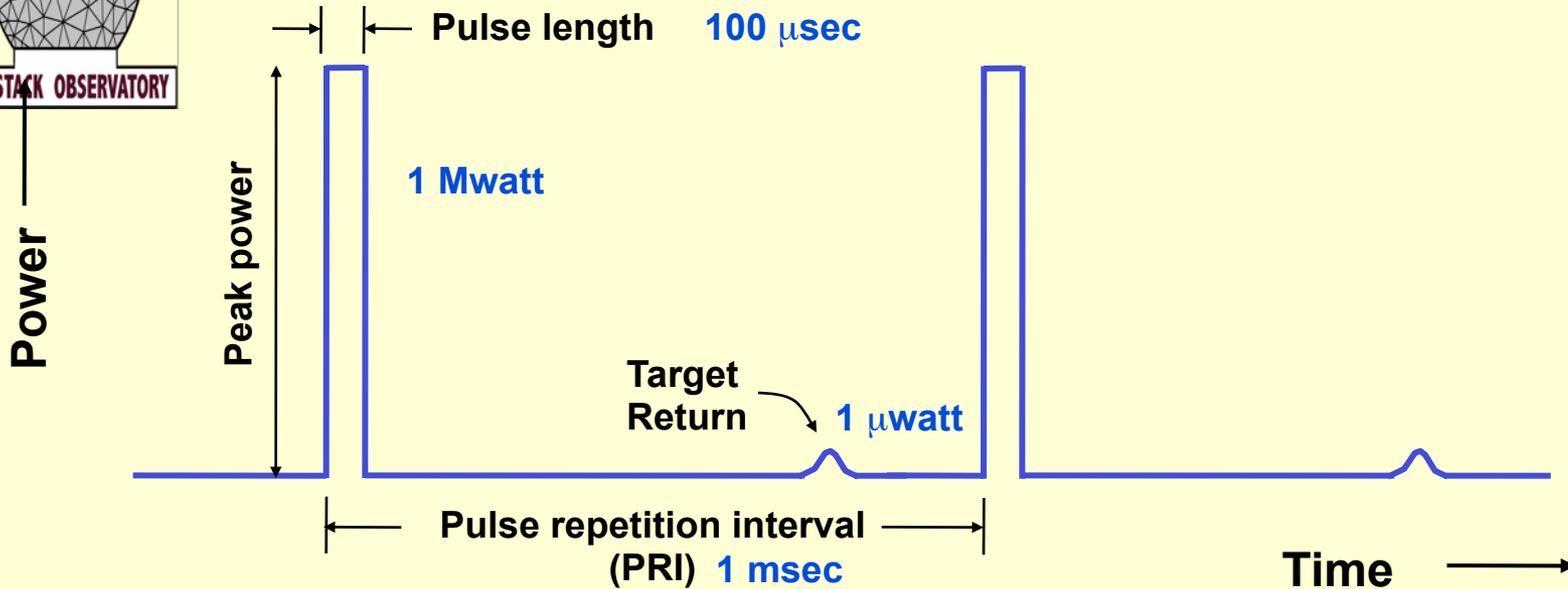 Pulse length 100 μsec
OBSERVATORY
1 Mwatt
Peak power
Power
Target
Return
1 μwatt
Pulse repetition interval
(PRI) 1 msec
Time